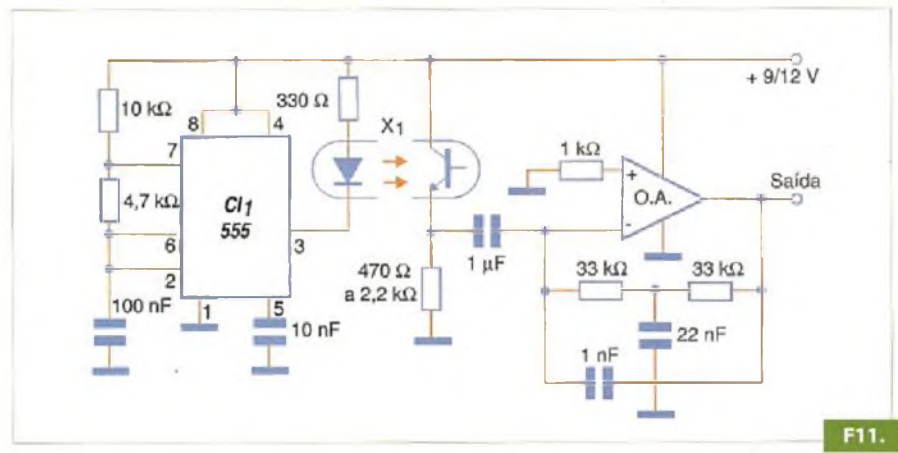 + 9/12 V
10 kΩ
8
4
330 Ω
X1
7
1 kΩ
+
O.A.
-
Saída
4,7 kΩ
CI1
555
3
6
2
1 µF
470 Ω
a 2,2 kΩ
33 kΩ
33 kΩ
100 nF
1
5
10 nF
22 nF
1 nF
F11.